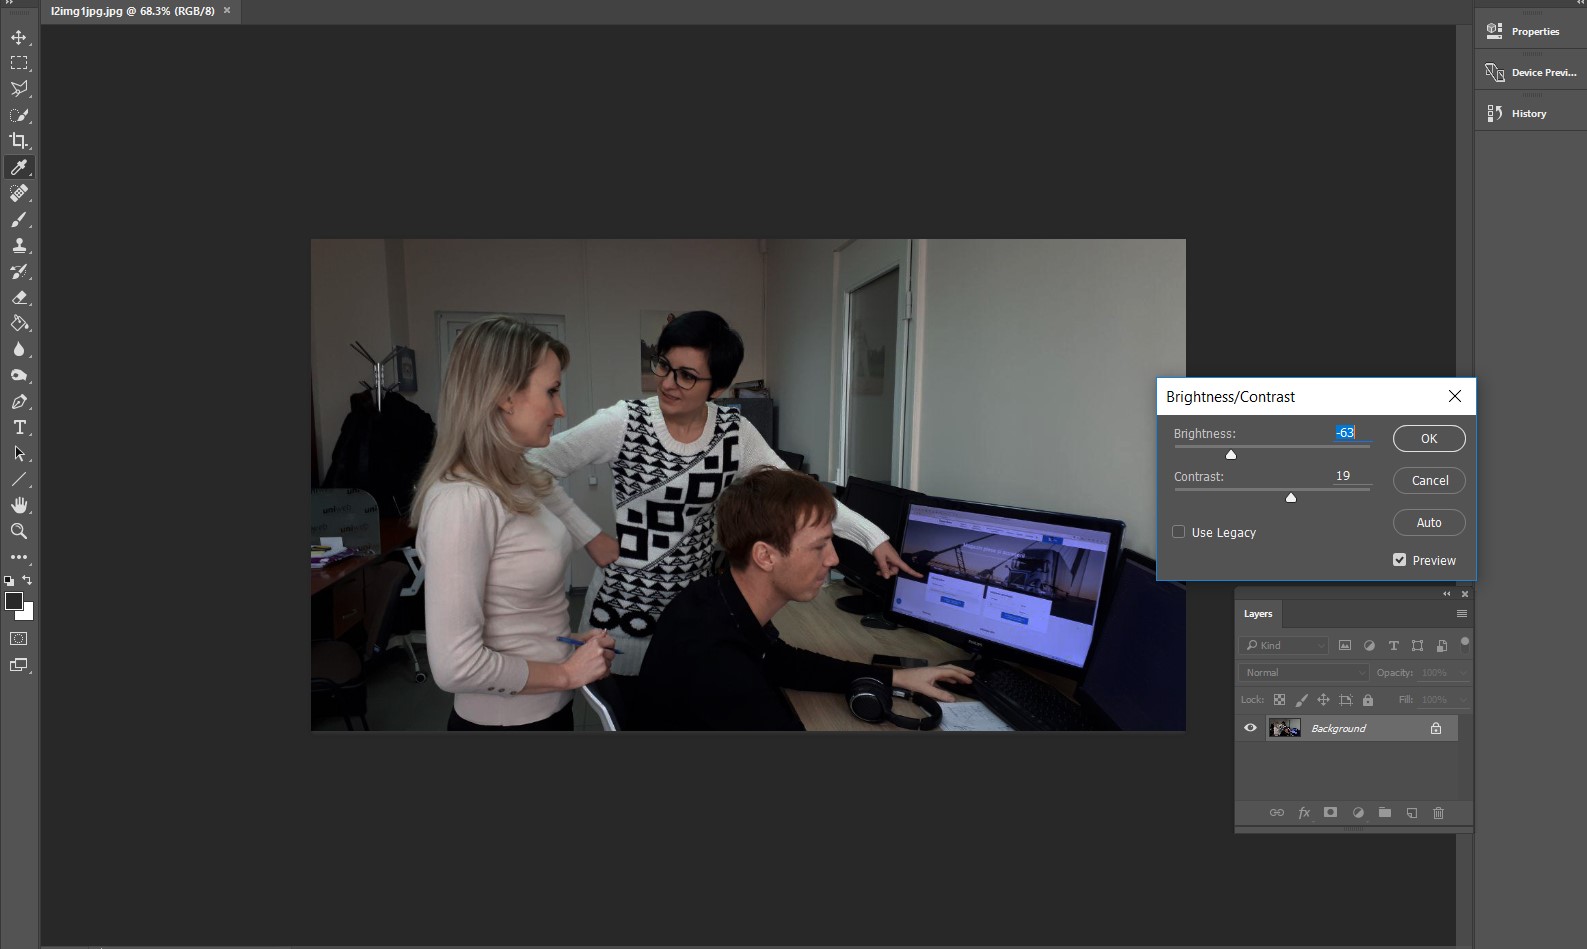 l2img1jpg.jpg @ 68.3% (RGB/8)
Properties
Device Previ...
History
Brightness/Contrast
Brightness:
-63
OK
Contrast:
19
Cancel
Auto
Use Legacy
Preview
Layers
Kind
T
Normal
Opacity:
100%
Lock:
Fill:
100%
Background
fx